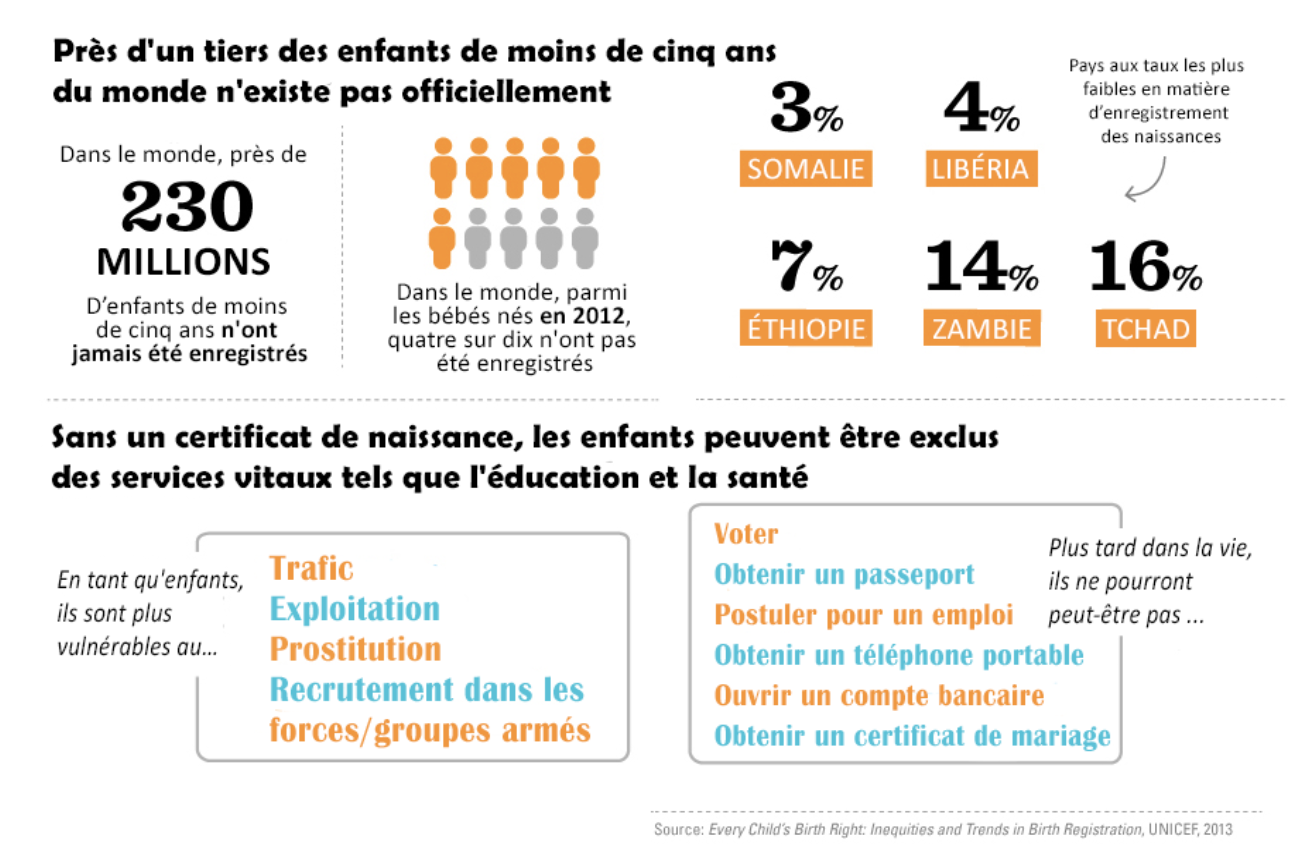 Près d'un tiers des enfants de moins de cinq ans
du monde n'existe pas officiellement
Dans le monde, près de
230
MILLIONS
D’enfants de moins
de cinq ans n'ont
jamais été enregistrés
Dans le monde, parmi
les bébés nés en 2012,
quatre sur dix n'ont pas
été enregistrés
Pays aux taux les plus
faibles en matière
d’enregistrement
des naissances
3%
SOMALIE
4%
LIBÉRIA
7%
ÉTHIOPIE
14%
ZAMBIE
16%
TCHAD
Sans un certificat de naissance, les enfants peuvent être exclus
des services vitaux tels que l'éducation et la santé
En tant qu'enfants,
ils sont plus
vulnérables au...
Trafic
Exploitation
Prostitution
Recrutement dans les
forces/groupes armés
Plus tard dans la vie,
ils ne pourront
peut-être pas ...
Voter
Obtenir un passeport
Postuler pour un emploi
Obtenir un téléphone portable
Ouvrir un compte bancaire
Obtenir un certificat de mariage
Source: Every Child's Birth Right: Inequities and Trends in Birth Registration, UNICEF, 2013